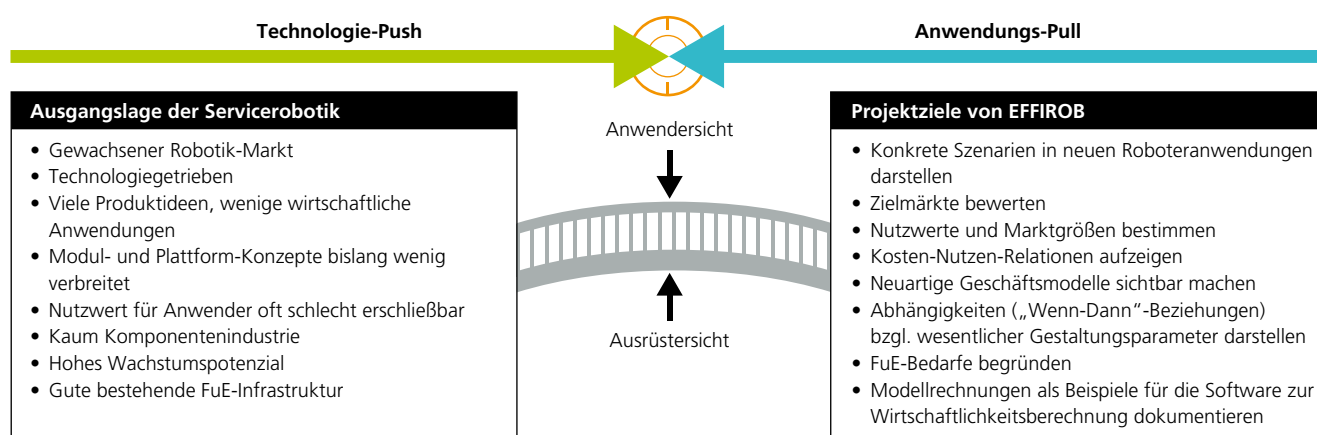 Technologie-Push
Anwendungs-Pull
Ausgangslage der Servicerobotik
• Gewachsener Robotik-Markt
• Technologiegetrieben
• Viele Produktideen, wenige wirtschaftliche
Anwendungen
• Modul- und Plattform-Konzepte bislang wenig
verbreitet
• Nutzwert für Anwender oft schlecht erschließbar
• Kaum Komponentenindustrie
• Hohes Wachstumspotenzial
• Gute bestehende FuE-Infrastruktur
Anwendersicht
Ausrüstersicht
Projektziele von EFFIROB
• Konkrete Szenarien in neuen Roboteranwendungen
darstellen
• Zielmärkte bewerten
• Nutzwerte und Marktgrößen bestimmen
• Kosten-Nutzen-Relationen aufzeigen
• Neuartige Geschäftsmodelle sichtbar machen
• Abhängigkeiten („Wenn-Dann“-Beziehungen)
bzgl. wesentlicher Gestaltungsparameter darstellen
• FuE-Bedarfe begründen
• Modellrechnungen als Beispiele für die Software zur
Wirtschaftlichkeitsberechnung dokumentieren